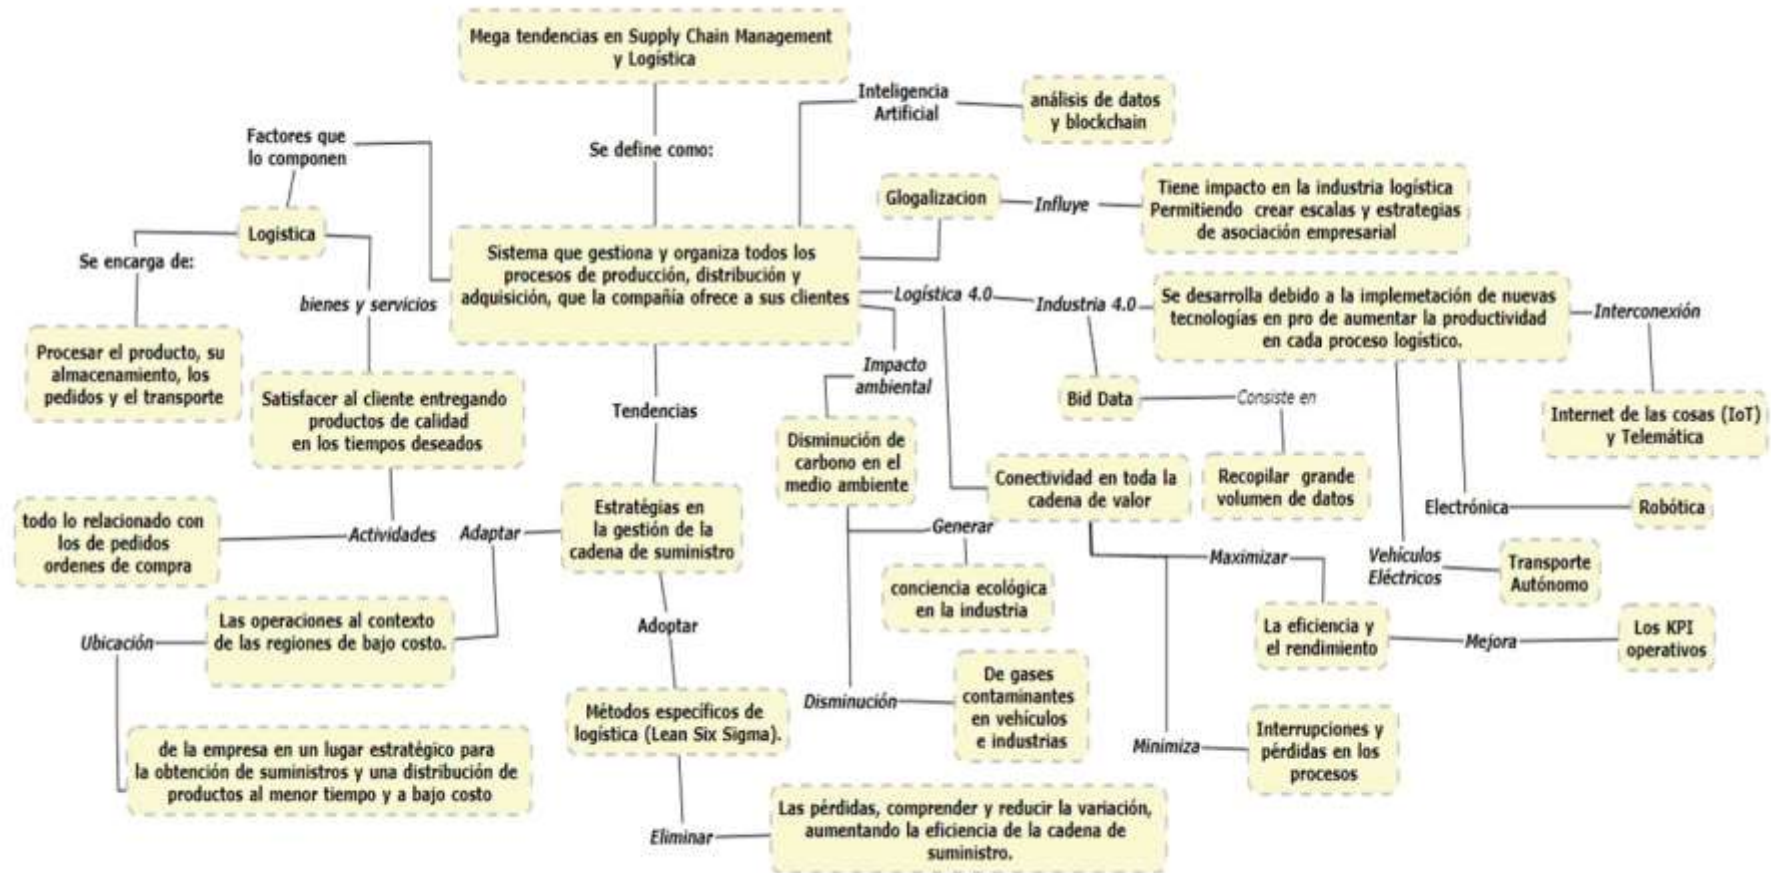 Mega tendencias en Supply Chain Management
y Logística
Se define como:
Inteligencia
Artificial
análisis de datos
y blockchain
Factores que
lo componen
Logistica
Se encarga de:
Procesar el producto, su
almacenamiento, los
pedidos y el transporte
bienes y servicios
Satisfacer al cliente entregando
productos de calidad
en los tiempos deseados
Actividades
todo lo relacionado con
los de pedidos
ordenes de compra
Sistema que gestiona y organiza todos los
procesos de producción, distribución y
adquisición, que la compañía ofrece a sus clientes
Glogalizacion
Influye
Tiene impacto en la industria logística
Permitiendo crear escalas y estrategias
de asociación empresarial
Logística 4.0
Industria 4.0
Se desarrolla debido a la implemetación de nuevas
tecnologías en pro de aumentar la productividad
en cada proceso logístico.
Interconexión
Internet de las cosas (IoT)
y Telemática
Bid Data
Consiste en
Recopilar grande
volumen de datos
Electrónica
Robótica
Vehículos
Eléctricos
Transporte
Autónomo
Impacto
ambiental
Disminución de
carbono en el
medio ambiente
Generar
conciencia ecológica
en la industria
Disminución
De gases
contaminantes
en vehículos
e industrias
Conectividad en toda la
cadena de valor
Maximizar
La eficiencia y
el rendimiento
Mejora
Los KPI
operativos
Minimiza
Interrupciones y
pérdidas en los
procesos
Tendencias
Estratégias en
la gestión de la
cadena de suministro
Adaptar
Las operaciones al contexto
de las regiones de bajo costo.
Ubicación
de la empresa en un lugar estratégico para
la obtención de suministros y una distribución de
productos al menor tiempo y a bajo costo
Adoptar
Métodos específicos de
logística (Lean Six Sigma).
Eliminar
Las pérdidas, comprender y reducir la variación,
aumentando la eficiencia de la cadena de
suministro.